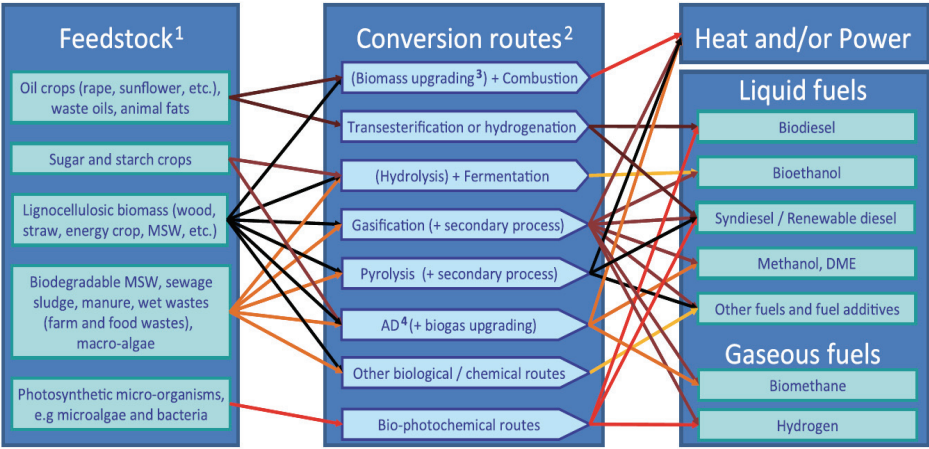 Feedstock1
Oil crops (rape, sunflower, etc.),
waste oils, animal fats
Sugar and starch crops
Lignocellulosic biomass (wood,
straw, energy crop, MSW, etc.)
Biodegradable MSW, sewage
sludge, manure, wet wastes
(farm and food wastes),
macro-algae
Photosynthetic micro-organisms,
e.g microalgae and bacteria
Conversion routes2
(Biomass upgrading3) + Combustion
Transesterification or hydrogenation
(Hydrolysis) + Fermentation
Gasification (+ secondary process)
Pyrolysis (+ secondary process)
AD4 (+ biogas upgrading)
Other biological / chemical routes
Bio-photochemical routes
Heat and/or Power
Liquid fuels
Biodiesel
Bioethanol
Syndiesel / Renewable diesel
Methanol, DME
Other fuels and fuel additives
Gaseous fuels
Biomethane
Hydrogen